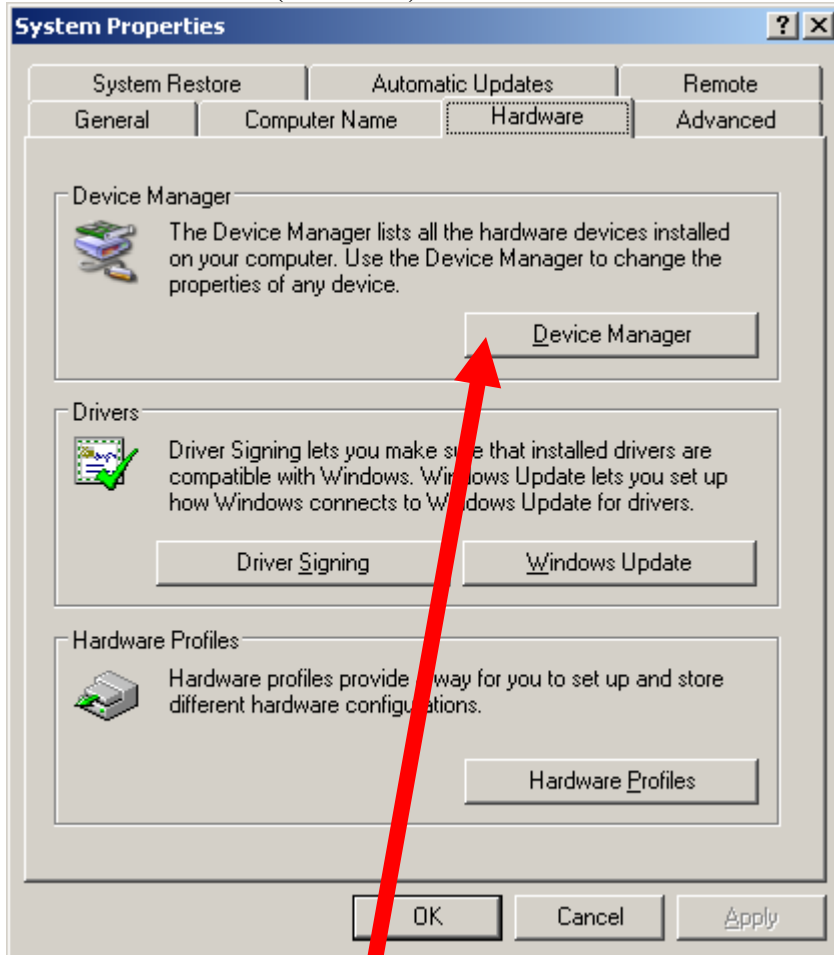 System Properties
System Restore Automatic Updates Remote
General Computer Name Hardware Advanced
Device Manager
The Device Manager lists all the hardware devices installed
on your computer. Use the Device Manager to change the
properties of any device.
Device Manager
Drivers
Driver Signing lets you make sure that installed drivers are
compatible with Windows. Windows Update lets you set up
how Windows connects to Windows Update for drivers.
Driver Signing Windows Update
Hardware Profiles
Hardware profiles provide a way for you to set up and store
different hardware configurations.
Hardware Profiles
OK Cancel Apply